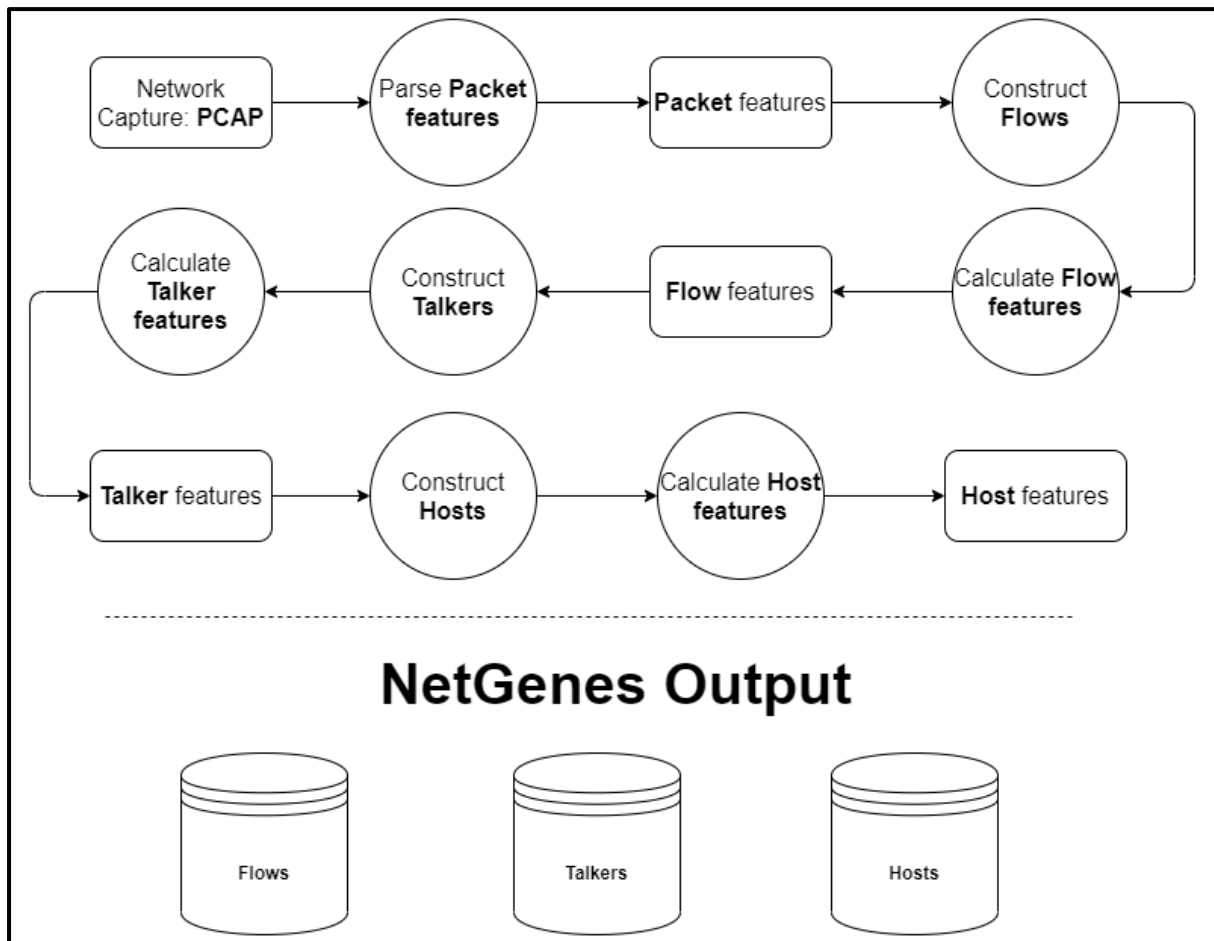 Network
Capture: PCAP
Parse Packet
features
Packet features
Construct
Flows
Calculate Flow
features
Flow features
Construct
Talkers
Calculate
Talker
features
Talker features
Construct
Hosts
Calculate Host
features
Host features
NetGenes Output
Flows
Talkers
Hosts